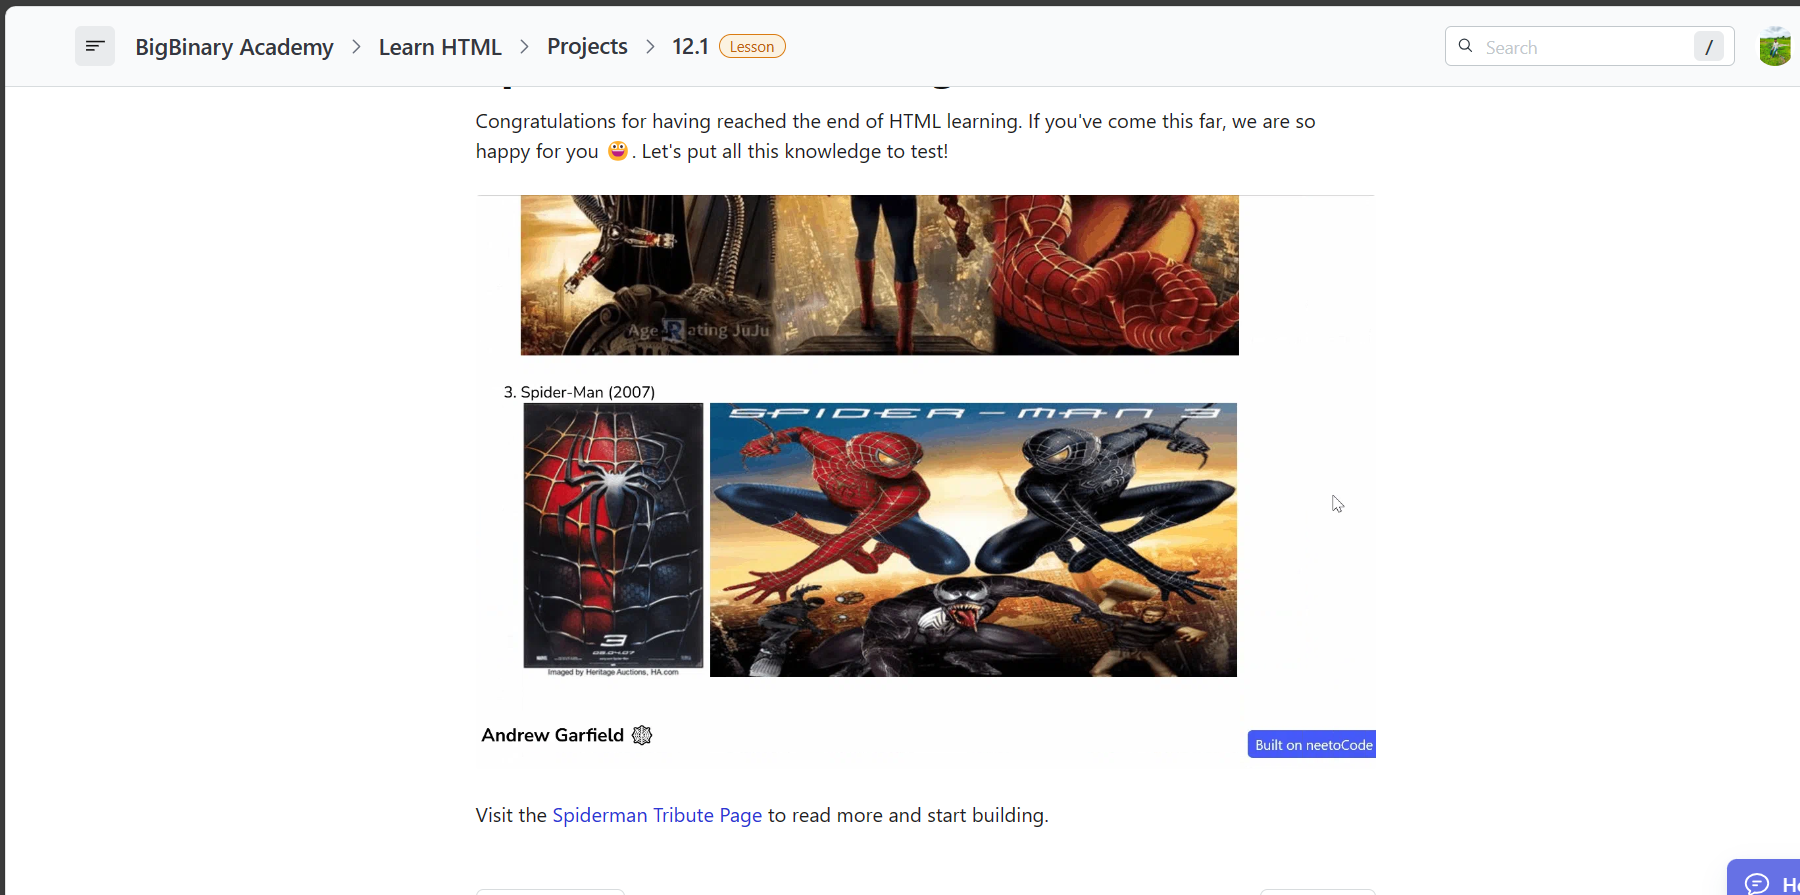 BigBinary Academy > Learn HTML > Projects > 12.1 Lesson
Search /
Congratulations for having reached the end of HTML learning. If you've come this far, we are so
happy for you 😀. Let's put all this knowledge to test!
Age Rating JuJu
3. Spider-Man (2007)
SPIDER-MAN 3
3
05.04.07
Imaged by Heritage Auctions, HA.com
Andrew Garfield
Built on neetoCode
Visit the Spiderman Tribute Page to read more and start building.